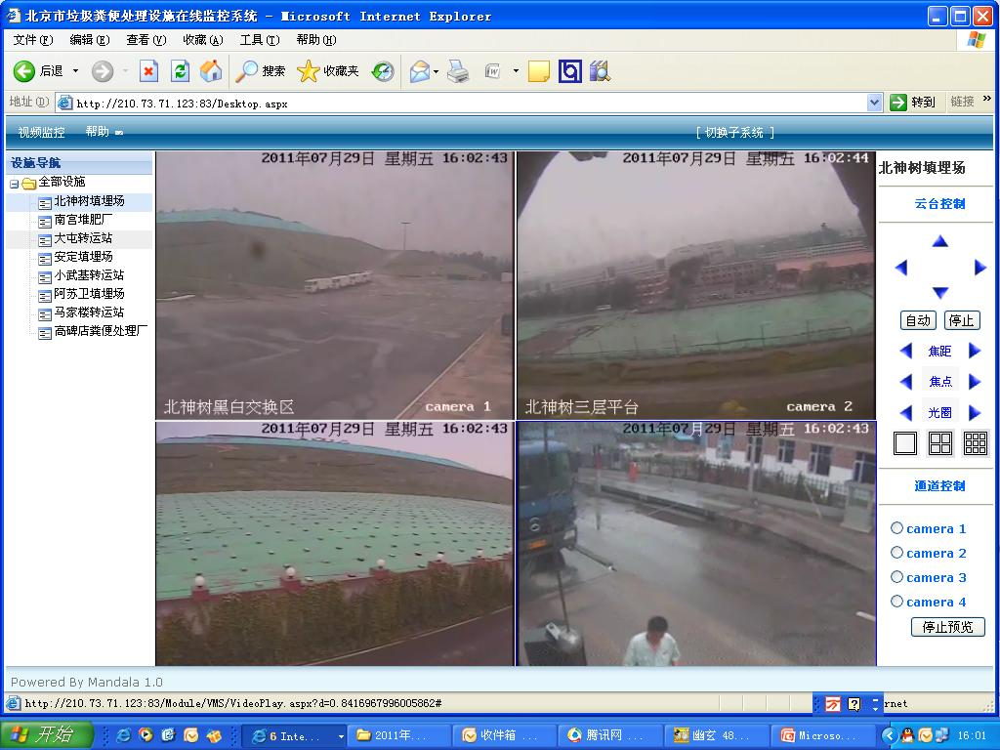 北京市垃圾粪便处理设施在线监控系统 - Microsoft Internet Explorer
文件(F) 编辑(E) 查看(V) 收藏(A) 工具(T) 帮助(H)
后退 搜索 收藏夹
地址(D) http://210.73.71.123:83/Desktop.aspx 转到 链接 »
视频监控 帮助 [ 切换子系统 ]
设施导航
全部设施
北神树填埋场
南宫堆肥厂
大屯转运站
安定填埋场
小武基转运站
阿苏卫填埋场
马家楼转运站
高碑店粪便处理厂
2011年07月29日 星期五 16:02:43
北神树黑白交换区 camera 1
2011年07月29日 星期五 16:02:44
北神树三层平台 camera 2
2011年07月29日 星期五 16:02:43
2011年07月29日 星期五 16:02:43
北神树填埋场
云台控制
自动 停止
焦距
焦点
光圈
通道控制
camera 1
camera 2
camera 3
camera 4
停止预览
Powered By Mandala 1.0
http://210.73.71.123:83/Module/VMS/VideoPlay.aspx?d=0.8416967996005862# rnet
开始 6 Inte... 2011年... 收件箱 ... 腾讯网 ... 幽玄 48... Microso... 16:01